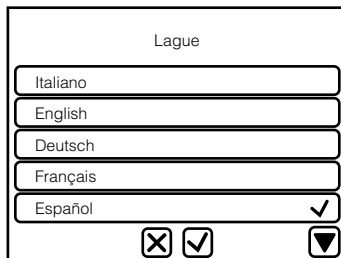 Lague
Italiano
English
Deutsch
Français
Español